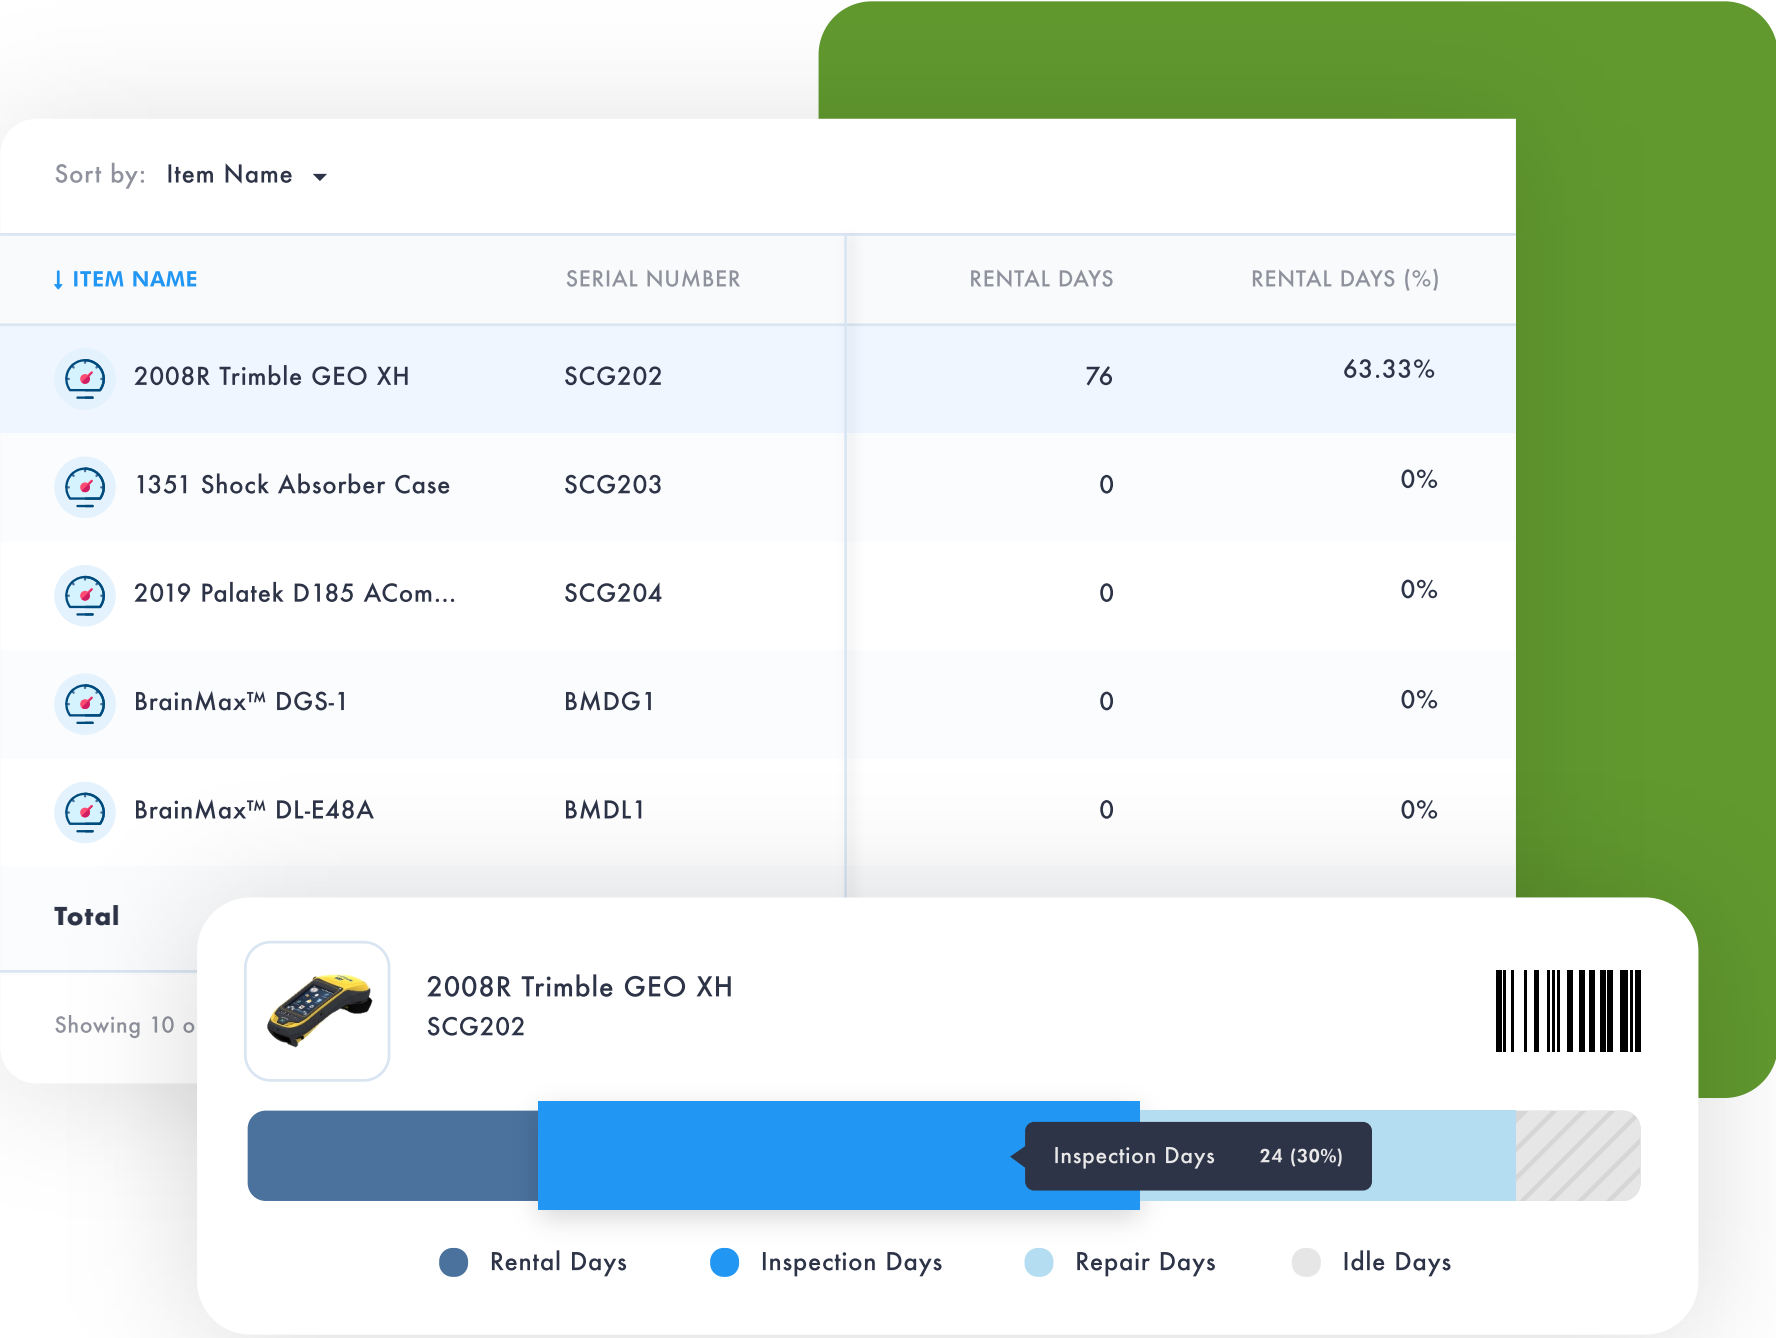 Sort by: Item Name
↓ ITEM NAME SERIAL NUMBER RENTAL DAYS RENTAL DAYS (%)
2008R Trimble GEO XH SCG202 76 63.33%
1351 Shock Absorber Case SCG203 0 0%
2019 Palatek D185 ACom... SCG204 0 0%
BrainMax™ DGS-1 BMDG1 0 0%
BrainMax™ DL-E48A BMDL1 0 0%
Total
Showing 10 o
2008R Trimble GEO XH
SCG202
Inspection Days 24 (30%)
Rental Days Inspection Days Repair Days Idle Days